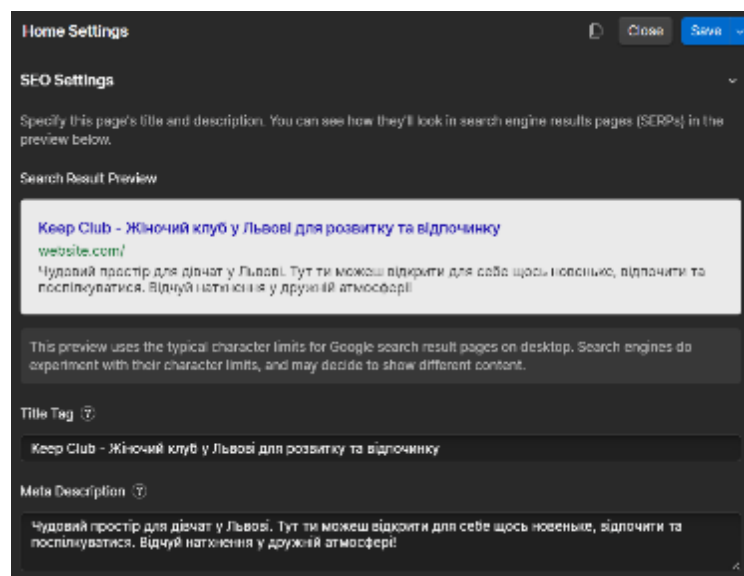 Home Settings
Close
Save
SEO Settings
Specify this page's title and description. You can see how they'll look in search engine results pages (SERPs) in the
preview below.
Search Result Preview
Keep Club - Жіночий клуб у Львові для розвитку та відпочинку
website.com/
Чудовий простір для дівчат у Львові. Тут ти можеш відкрити для себе щось новеньке, відпочити та
поспілкуватися. Відчуй натхнення у дружній атмосфері!
This preview uses the typical character limits for Google search result pages on desktop. Search engines do
experiment with their character limits, and may decide to show different content.
Title Tag ?
Keep Club - Жіночий клуб у Львові для розвитку та відпочинку
Meta Description ?
Чудовий простір для дівчат у Львові. Тут ти можеш відкрити для себе щось новеньке, відпочити та
поспілкуватися. Відчуй натхнення у дружній атмосфері!